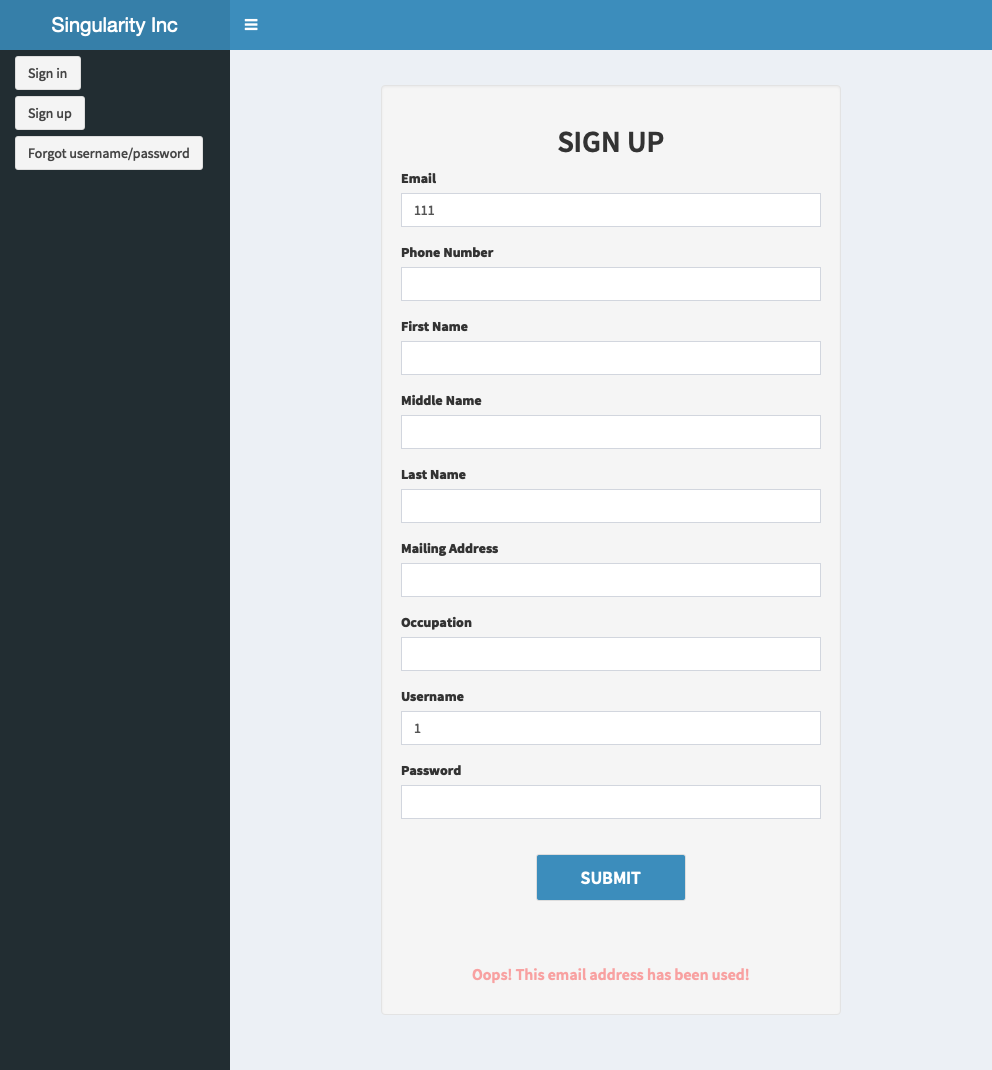 Singularity Inc
Sign in
Sign up
Forgot username/password
SIGN UP
Email
111
Phone Number
First Name
Middle Name
Last Name
Mailing Address
Occupation
Username
1
Password
SUBMIT
Oops! This email address has been used!